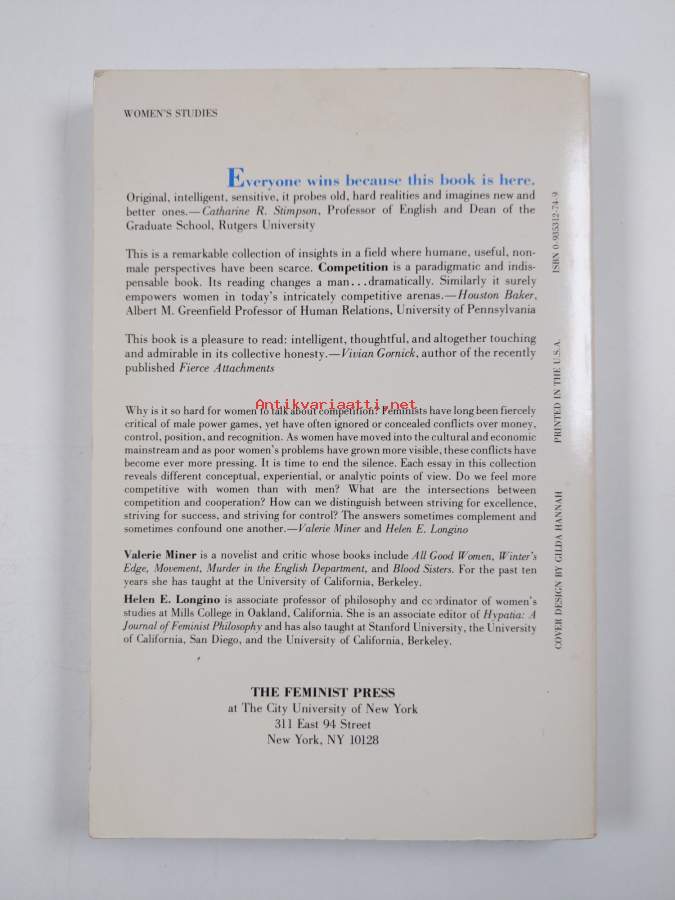 WOMEN'S STUDIES
Everyone wins because this book is here.
Original, intelligent, sensitive, it probes old, hard realities and imagines new and
better ones.—Catharine R. Stimpson, Professor of English and Dean of the
Graduate School, Rutgers University
This is a remarkable collection of insights in a field where humane, useful, non-
male perspectives have been scarce. Competition is a paradigmatic and indis-
pensable book. Its reading changes a man...dramatically. Similarly it surely
empowers women in today's intricately competitive arenas.—Houston Baker,
Albert M. Greenfield Professor of Human Relations, University of Pennsylvania
This book is a pleasure to read: intelligent, thoughtful, and altogether touching
and admirable in its collective honesty.—Vivian Gornick, author of the recently
published Fierce Attachments
Antikvariaatti.net
Why is it so hard for women to talk about competition? Feminists have long been fiercely
critical of male power games, yet have often ignored or concealed conflicts over money,
control, position, and recognition. As women have moved into the cultural and economic
mainstream and as poor women's problems have grown more visible, these conflicts have
become ever more pressing. It is time to end the silence. Each essay in this collection
reveals different conceptual, experiential, or analytic points of view. Do we feel more
competitive with women than with men? What are the intersections between
competition and cooperation? How can we distinguish between striving for excellence,
striving for success, and striving for control? The answers sometimes complement and
sometimes confound one another.—Valerie Miner and Helen E. Longino
Valerie Miner is a novelist and critic whose books include All Good Women, Winter's
Edge, Movement, Murder in the English Department, and Blood Sisters. For the past ten
years she has taught at the University of California, Berkeley.
Helen E. Longino is associate professor of philosophy and coordinator of women's
studies at Mills College in Oakland, California. She is an associate editor of Hypatia: A
Journal of Feminist Philosophy and has also taught at Stanford University, the University
of California, San Diego, and the University of California, Berkeley.
THE FEMINIST PRESS
at The City University of New York
311 East 94 Street
New York, NY 10128
COVER DESIGN BY GILDA HANNAH
PRINTED IN THE U.S.A.
ISBN 0-935312-74-9